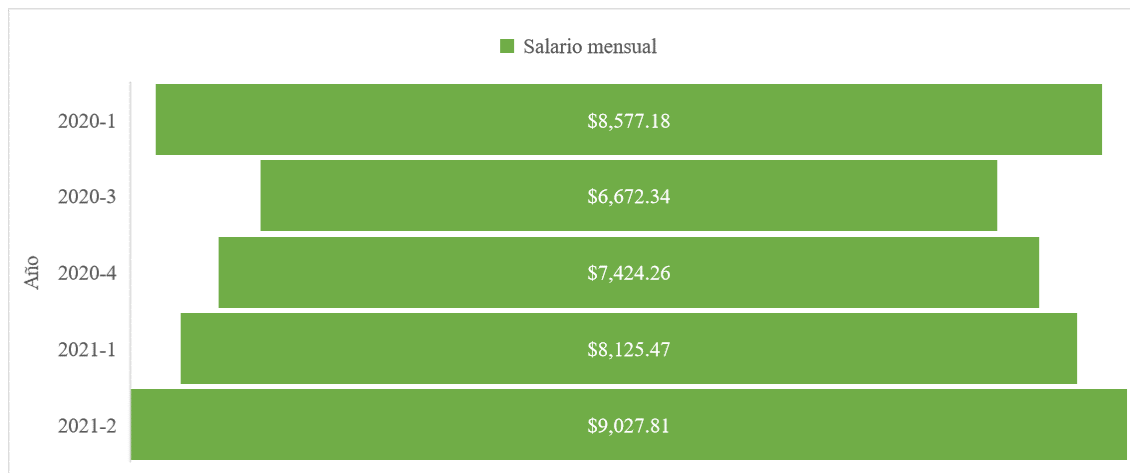 Salario mensual
2020-1 $8,577.18
2020-3 $6,672.34
2020-4 $7,424.26
2021-1 $8,125.47
2021-2 $9,027.81
Año